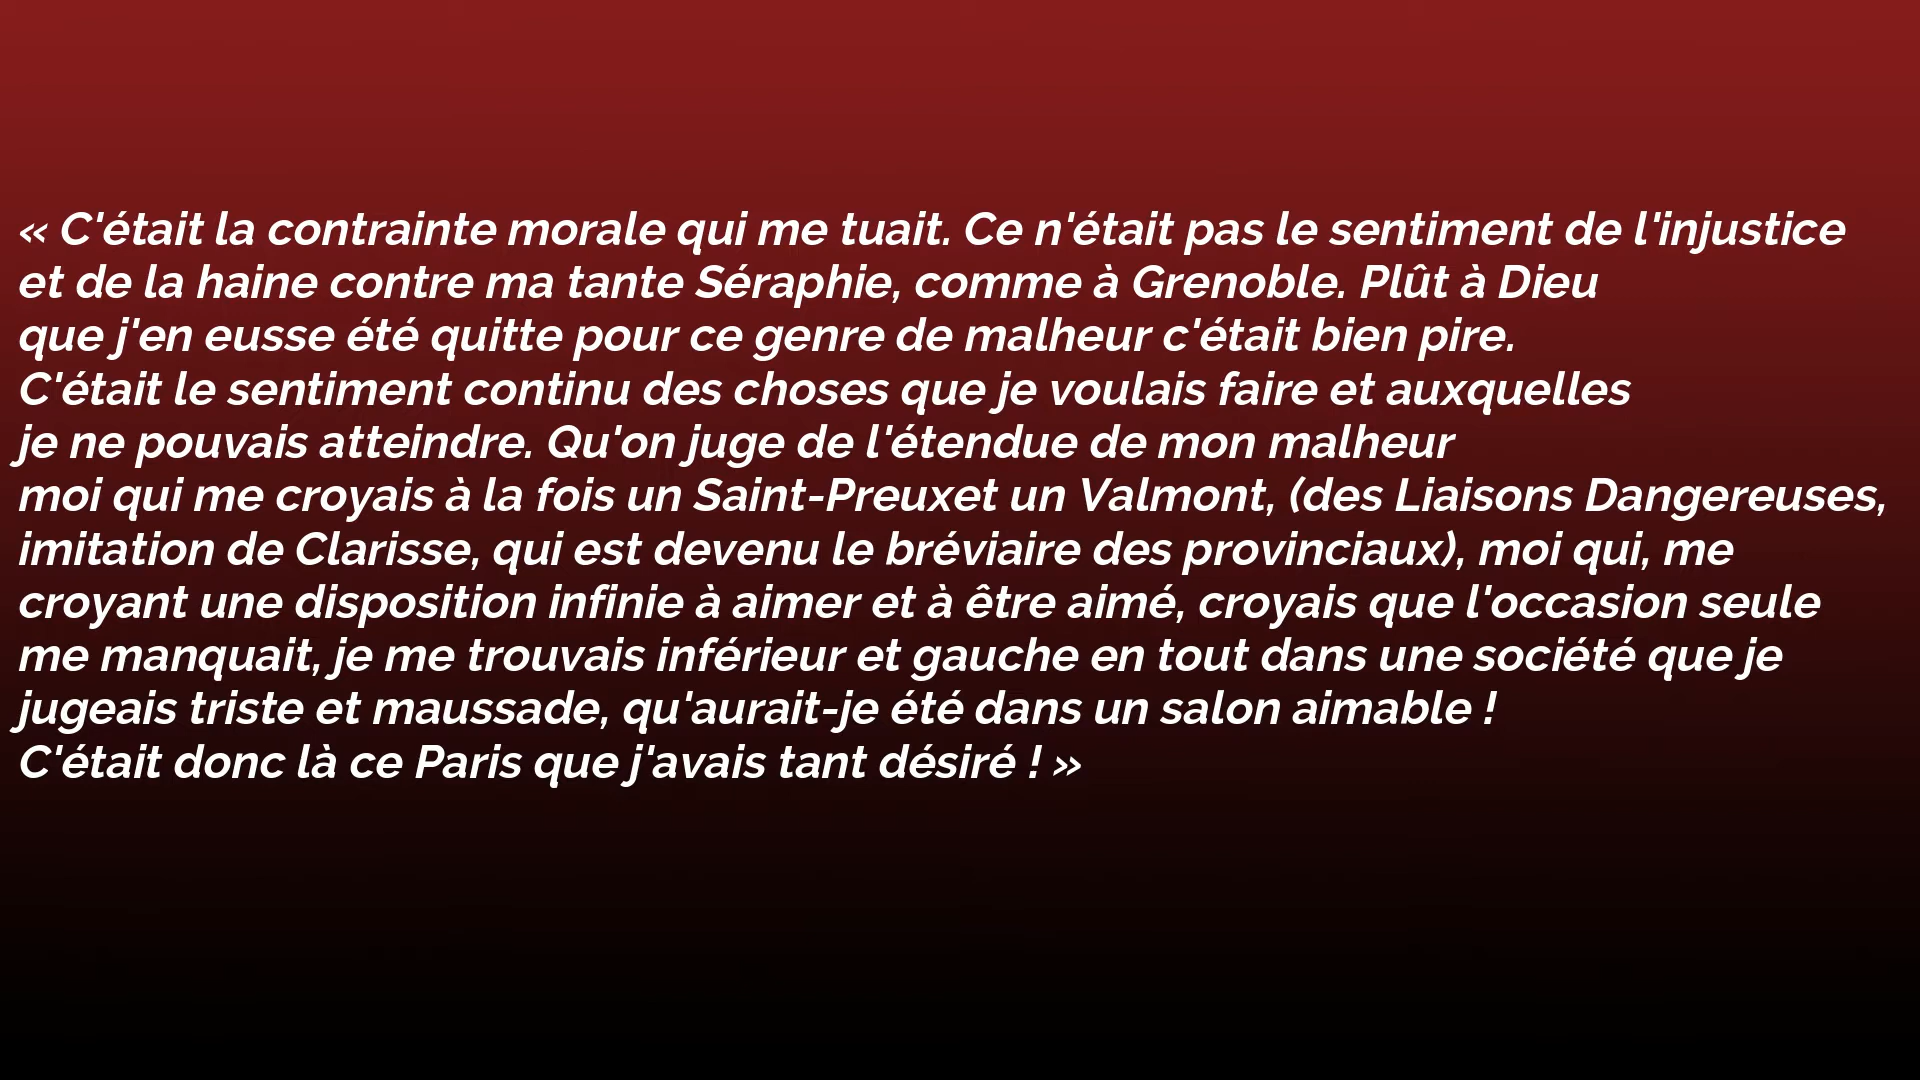 « C'était la contrainte morale qui me tuait. Ce n'était pas le sentiment de l'injustice
et de la haine contre ma tante Séraphie, comme à Grenoble. Plût à Dieu
que j'en eusse été quitte pour ce genre de malheur c'était bien pire.
C'était le sentiment continu des choses que je voulais faire et auxquelles
je ne pouvais atteindre. Qu'on juge de l'étendue de mon malheur
moi qui me croyais à la fois un Saint-Preuxet un Valmont, (des Liaisons Dangereuses,
imitation de Clarisse, qui est devenu le bréviaire des provinciaux), moi qui, me
croyant une disposition infinie à aimer et à être aimé, croyais que l'occasion seule
me manquait, je me trouvais inférieur et gauche en tout dans une société que je
jugeais triste et maussade, qu'aurait-je été dans un salon aimable !
C'était donc là ce Paris que j'avais tant désiré ! »